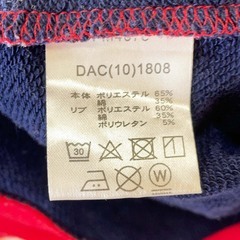 DAC(10)1808
本体 ポリエステル 65%
綿 35%
リブ ポリエステル 60%
綿 35%
ポリウレタン 5%
30
W